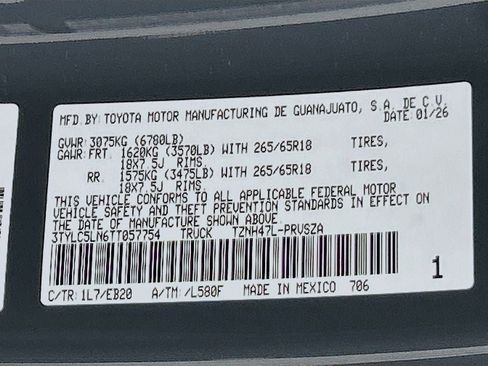 MFD.BY: TOYOTA MOTOR MANUFACTURING DE GUANAJUATO, S.A. DE C.V.
DATE: 01/26
GVWR: 3075KG (6780LB)
GAWR: FRT. 1620KG (3570LB) WITH 265/65R18 TIRES,
18X7.5J RIMS.
RR. 1575KG (3475LB) WITH 265/65R18 TIRES,
18X7.5J RIMS.
THIS VEHICLE CONFORMS TO ALL APPLICABLE FEDERAL MOTOR
VEHICLE SAFETY AND THEFT PREVENTION STANDARDS IN EFFECT ON
THE DATE OF MANUFACTURE SHOWN ABOVE.
3TYLC5LN6TT057754 TRUCK TZNH47L-PRVSZA
1
C/TR: 1L7/EB20 A/TM: /L580F MADE IN MEXICO 706